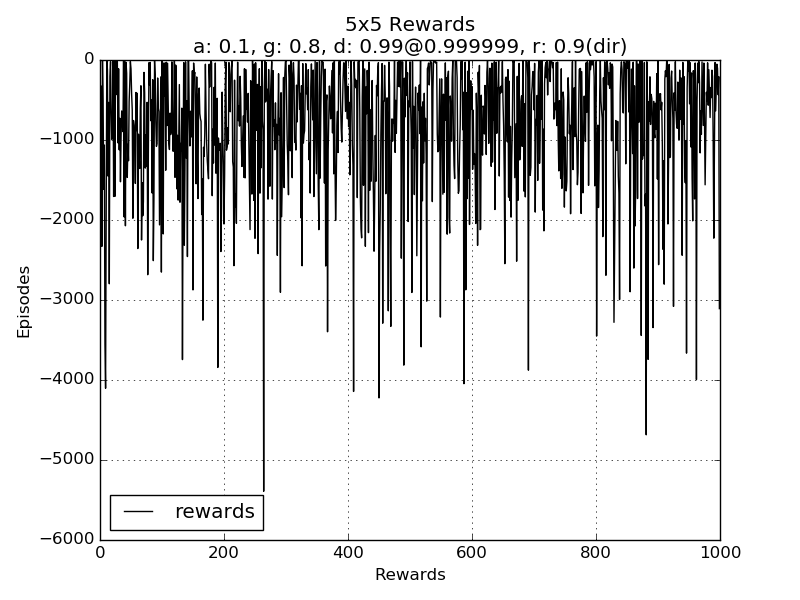 5x5 Rewards
a: 0.1, g: 0.8, d: 0.99@0.999999, r: 0.9(dir)
0
−1000
−2000
−3000
−4000
−5000
−6000
Episodes
rewards
0 200 400 600 800 1000
Rewards